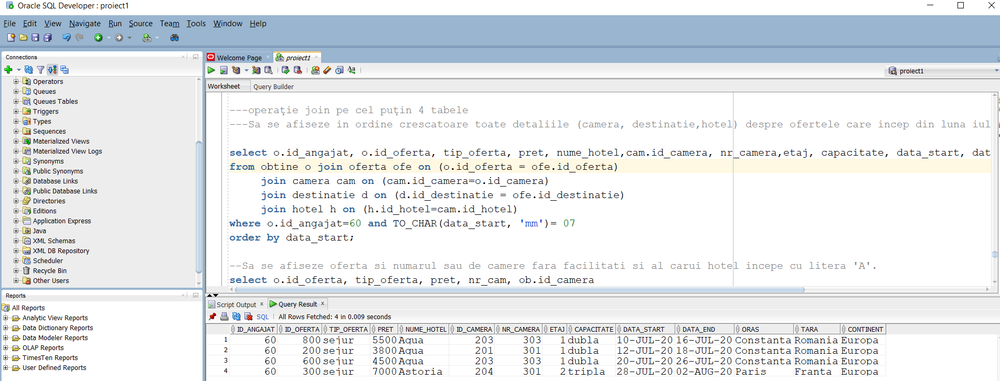 Oracle SQL Developer : proiect1
File Edit View Navigate Run Source Team Tools Window Help
Connections
Operators
Queues
Queues Tables
Triggers
Types
Sequences
Materialized Views
Materialized View Logs
Synonyms
Public Synonyms
Database Links
Public Database Links
Directories
Editions
Application Express
Java
XML Schemas
XML DB Repository
Scheduler
Recycle Bin
Other Users
Reports
All Reports
Analytic View Reports
Data Dictionary Reports
Data Modeler Reports
OLAP Reports
TimesTen Reports
User Defined Reports
Welcome Page proiect1
proiect1
Worksheet Query Builder
---operație join pe cel puțin 4 tabele
---Sa se afiseze in ordine crescatoare toate detaliile (camera, destinatie,hotel) despre ofertele care incep din luna iul
select o.id_angajat, o.id_oferta, tip_oferta, pret, nume_hotel,cam.id_camera, nr_camera,etaj, capacitate, data_start, dat
from obtine o join oferta ofe on (o.id_oferta = ofe.id_oferta)
join camera cam on (cam.id_camera=o.id_camera)
join destinatie d on (d.id_destinatie = ofe.id_destinatie)
join hotel h on (h.id_hotel=cam.id_hotel)
where o.id_angajat=60 and TO_CHAR(data_start, 'mm')= 07
order by data_start;
--Sa se afiseze oferta si numarul sau de camere fara facilitati si al carui hotel incepe cu litera 'A'.
select o.id_oferta, tip_oferta, pret, nr_cam, ob.id_camera
Script Output Query Result
SQL All Rows Fetched: 4 in 0.009 seconds
ID_ANGAJAT ID_OFERTA TIP_OFERTA PRET NUME_HOTEL ID_CAMERA NR_CAMERA ETAJ CAPACITATE DATA_START DATA_END ORAS TARA CONTINENT
1 60 800 sejur 5500 Aqua 203 303 1 dubla 10-JUL-20 16-JUL-20 Constanta Romania Europa
2 60 200 sejur 3800 Aqua 201 301 1 dubla 12-JUL-20 18-JUL-20 Constanta Romania Europa
3 60 600 sejur 4500 Aqua 203 303 1 dubla 20-JUL-20 26-JUL-20 Constanta Romania Europa
4 60 300 sejur 7000 Astoria 204 301 2 tripla 28-JUL-20 02-AUG-20 Paris Franta Europa